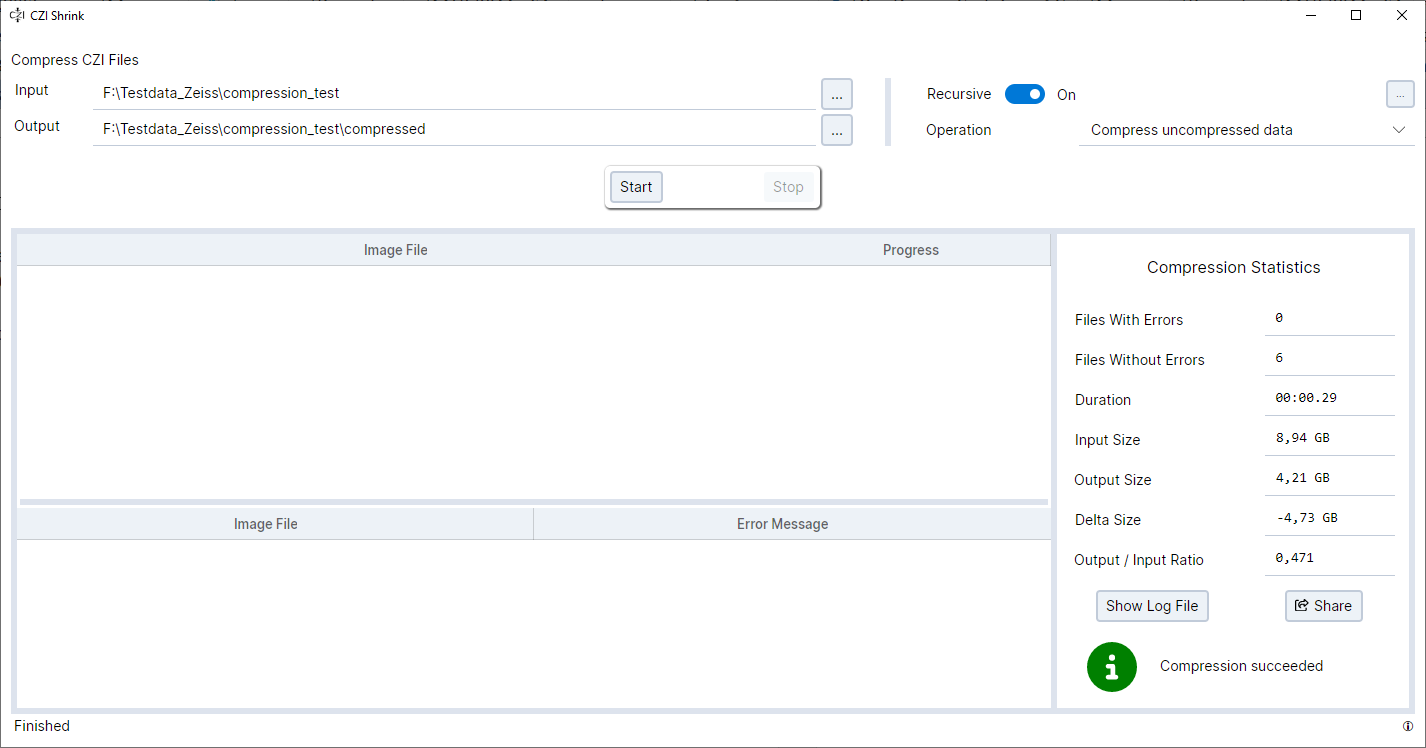 CZI Shrink
Compress CZI Files
Input F:\Testdata_Zeiss\compression_test ...
Output F:\Testdata_Zeiss\compression_test\compressed ...
Recursive On ...
Operation Compress uncompressed data
Start Stop
Image File Progress
Image File Error Message
Compression Statistics
Files With Errors 0
Files Without Errors 6
Duration 00:00.29
Input Size 8,94 GB
Output Size 4,21 GB
Delta Size -4,73 GB
Output / Input Ratio 0,471
Show Log File Share
Compression succeeded
Finished